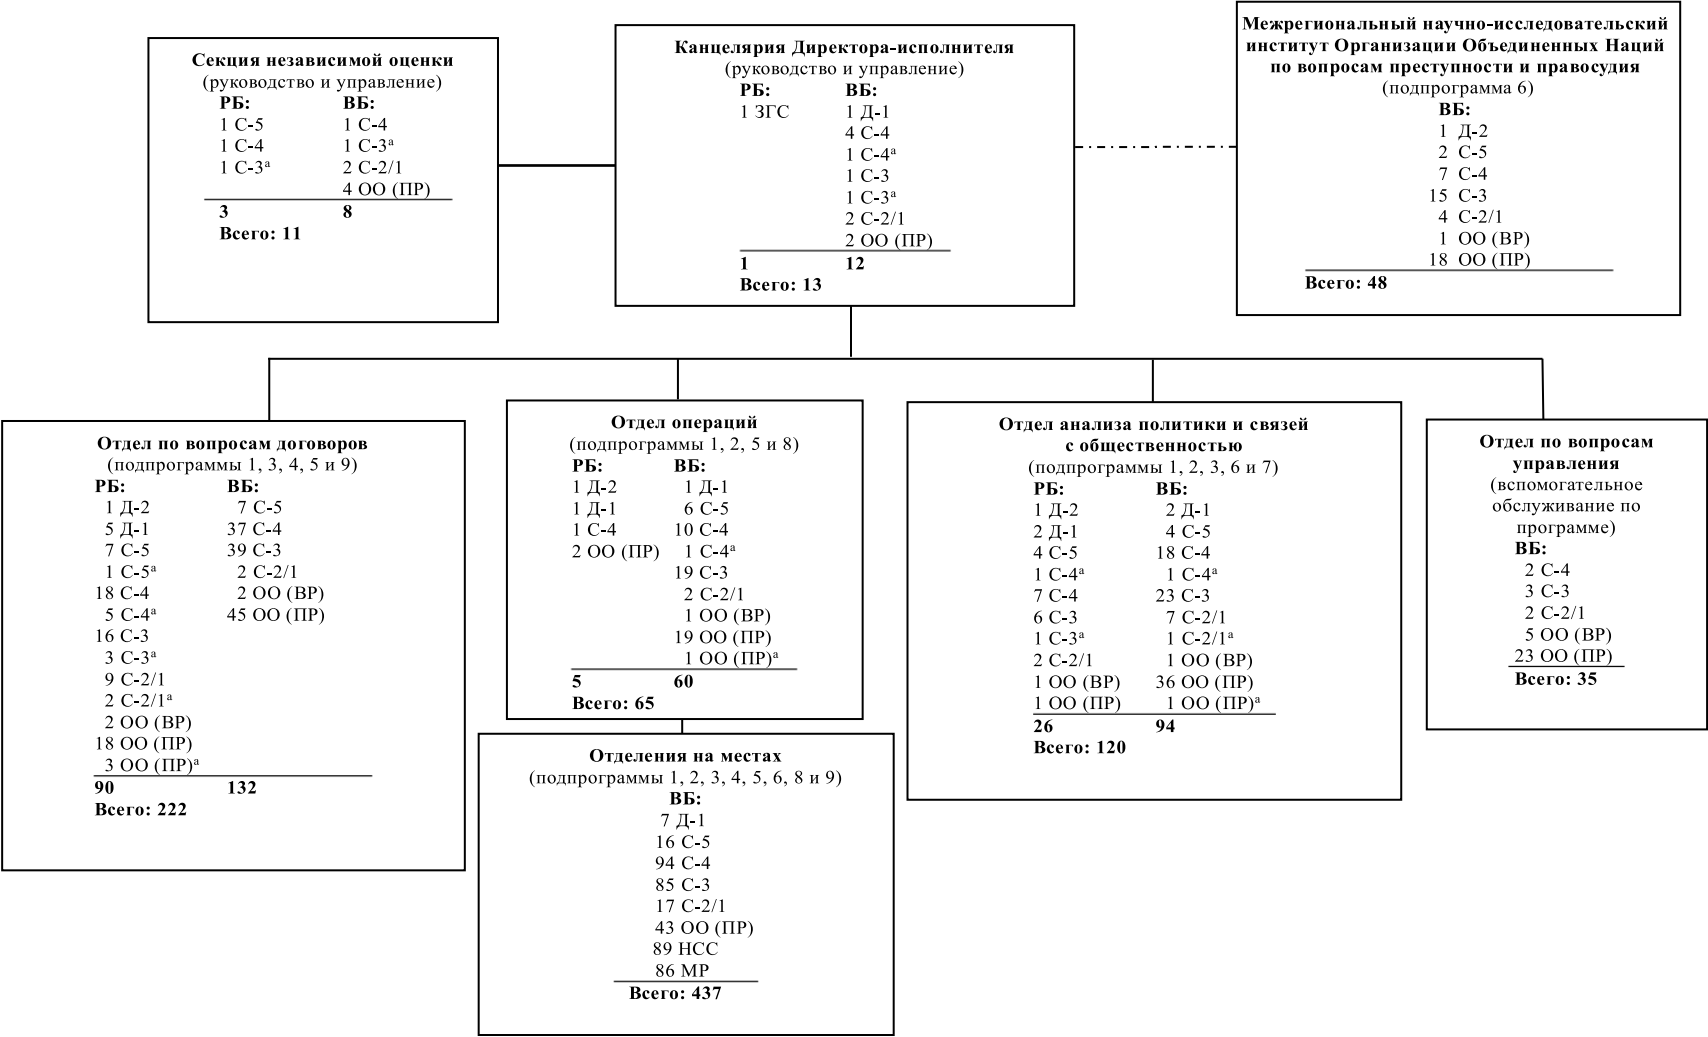 Секция независимой оценки
(руководство и управление)
РБ: ВБ:
1 С-5 1 С-4
1 С-4 1 С-3ᵃ
1 С-3ᵃ 2 С-2/1
4 ОО (ПР)
3 8
Всего: 11
Канцелярия Директора-исполнителя
(руководство и управление)
РБ: ВБ:
1 ЗГС 1 Д-1
4 С-4
1 С-4ᵃ
1 С-3
1 С-3ᵃ
2 С-2/1
2 ОО (ПР)
1 12
Всего: 13
Межрегиональный научно-исследовательский
институт Организации Объединенных Наций
по вопросам преступности и правосудия
(подпрограмма 6)
ВБ:
1 Д-2
2 С-5
7 С-4
15 С-3
4 С-2/1
1 ОО (ВР)
18 ОО (ПР)
Всего: 48
Отдел по вопросам договоров
(подпрограммы 1, 3, 4, 5 и 9)
РБ: ВБ:
1 Д-2 7 С-5
5 Д-1 37 С-4
7 С-5 39 С-3
1 С-5ᵃ 2 С-2/1
18 С-4 2 ОО (ВР)
5 С-4ᵃ 45 ОО (ПР)
16 С-3
3 С-3ᵃ
9 С-2/1
2 С-2/1ᵃ
2 ОО (ВР)
18 ОО (ПР)
3 ОО (ПР)ᵃ
90 132
Всего: 222
Отдел операций
(подпрограммы 1, 2, 5 и 8)
РБ: ВБ:
1 Д-2 1 Д-1
1 Д-1 6 С-5
1 С-4 10 С-4
2 ОО (ПР) 1 С-4ᵃ
19 С-3
2 С-2/1
1 ОО (ВР)
19 ОО (ПР)
1 ОО (ПР)ᵃ
5 60
Всего: 65
Отделения на местах
(подпрограммы 1, 2, 3, 4, 5, 6, 8 и 9)
ВБ:
7 Д-1
16 С-5
94 С-4
85 С-3
17 С-2/1
43 ОО (ПР)
89 НСС
86 МР
Всего: 437
Отдел анализа политики и связей
с общественностью
(подпрограммы 1, 2, 3, 6 и 7)
РБ: ВБ:
1 Д-2 2 Д-1
2 Д-1 4 С-5
4 С-5 18 С-4
1 С-4ᵃ 1 С-4ᵃ
7 С-4 23 С-3
6 С-3 7 С-2/1
1 С-3ᵃ 1 С-2/1ᵃ
2 С-2/1 1 ОО (ВР)
1 ОО (ВР) 36 ОО (ПР)
1 ОО (ПР) 1 ОО (ПР)ᵃ
26 94
Всего: 120
Отдел по вопросам
управления
(вспомогательное
обслуживание по
программе)
ВБ:
2 С-4
3 С-3
2 С-2/1
5 ОО (ВР)
23 ОО (ПР)
Всего: 35